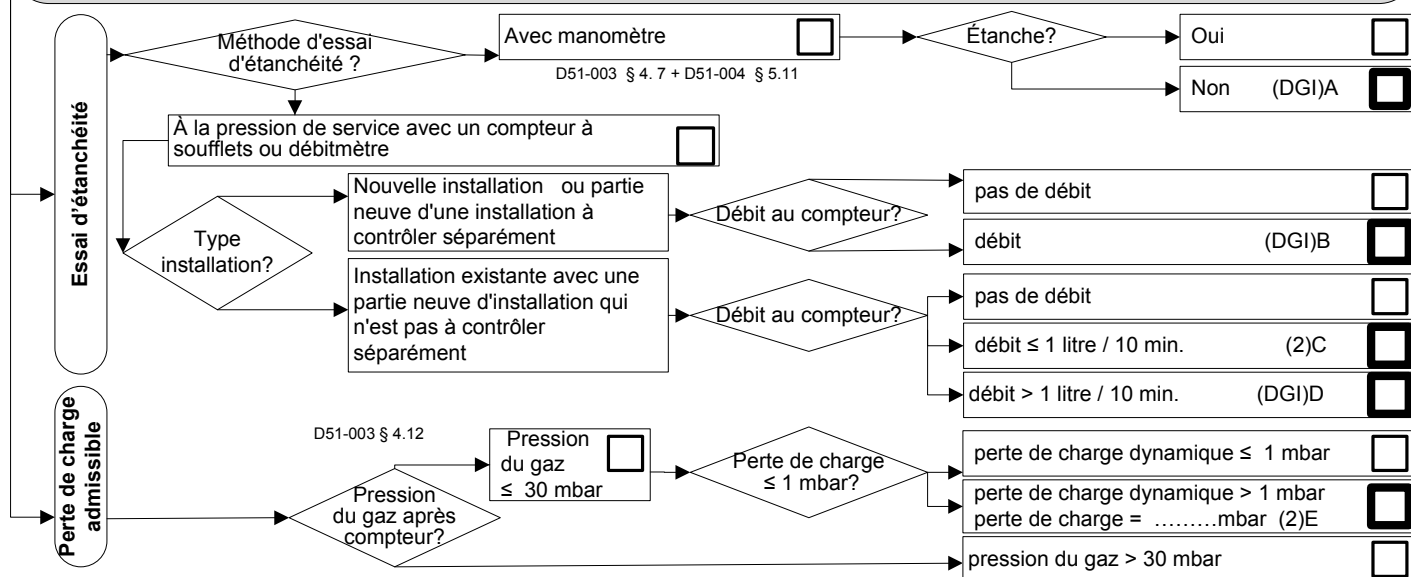 Essai d'étanchéité
Méthode d'essai
d'étanchéité ?
Avec manomètre
D51-003 § 4. 7 + D51-004 § 5.11
Étanche?
Oui
Non (DGI)A
À la pression de service avec un compteur à
soufflets ou débitmètre
Type
installation?
Nouvelle installation ou partie
neuve d'une installation à
contrôler séparément
Débit au compteur?
pas de débit
débit (DGI)B
Installation existante avec une
partie neuve d'installation qui
n'est pas à contrôler
séparément
Débit au compteur?
pas de débit
débit ≤ 1 litre / 10 min. (2)C
débit > 1 litre / 10 min. (DGI)D
Perte de charge
admissible
D51-003 § 4.12
Pression
du gaz après
compteur?
Pression
du gaz
≤ 30 mbar
Perte de charge
≤ 1 mbar?
perte de charge dynamique ≤ 1 mbar
perte de charge dynamique > 1 mbar
perte de charge = ………mbar (2)E
pression du gaz > 30 mbar